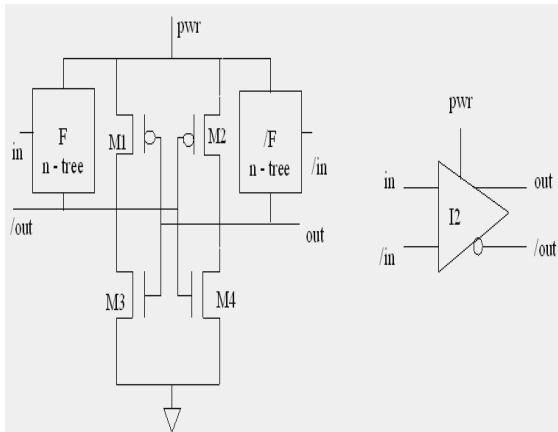 pwr
F
n - tree
in
M1
M2
/F
n - tree
/in
/out
out
M3
M4
pwr
in
out
I2
/in
/out